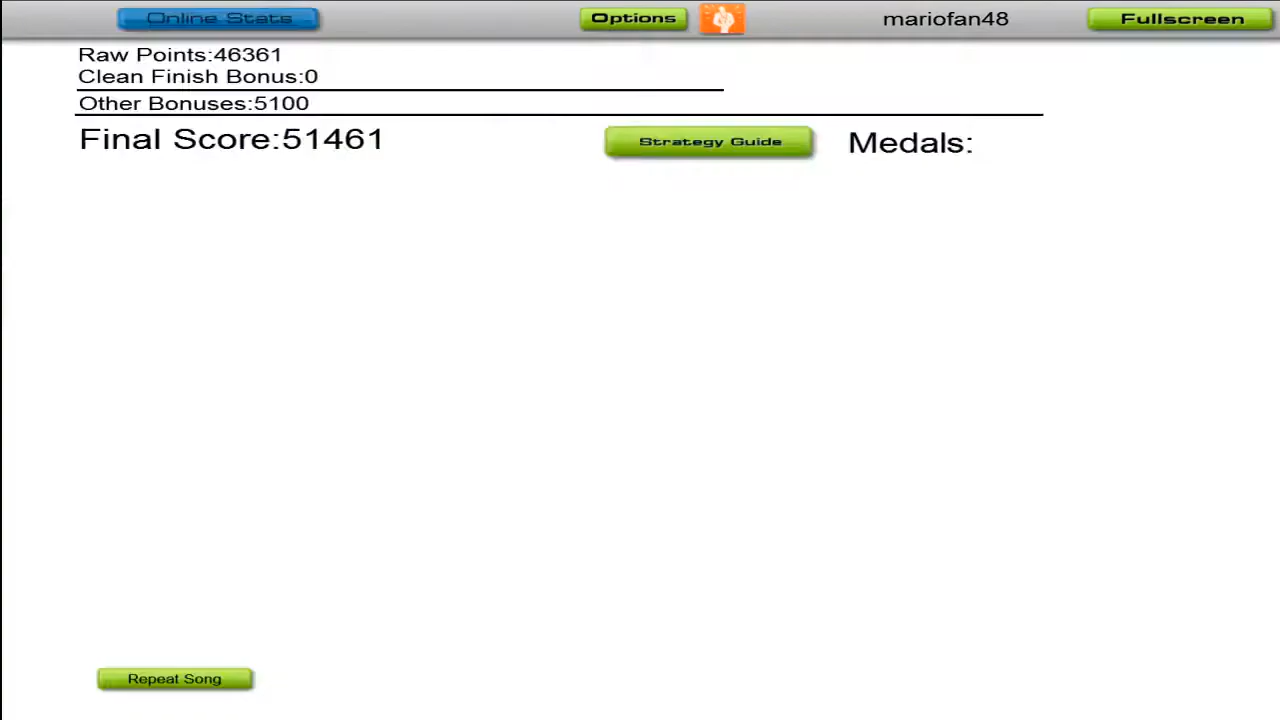 Online Stats
Options
mariofan48
Fullscreen
Raw Points:46361
Clean Finish Bonus:0
Other Bonuses:5100
Final Score:51461
Strategy Guide
Medals:
Repeat Song